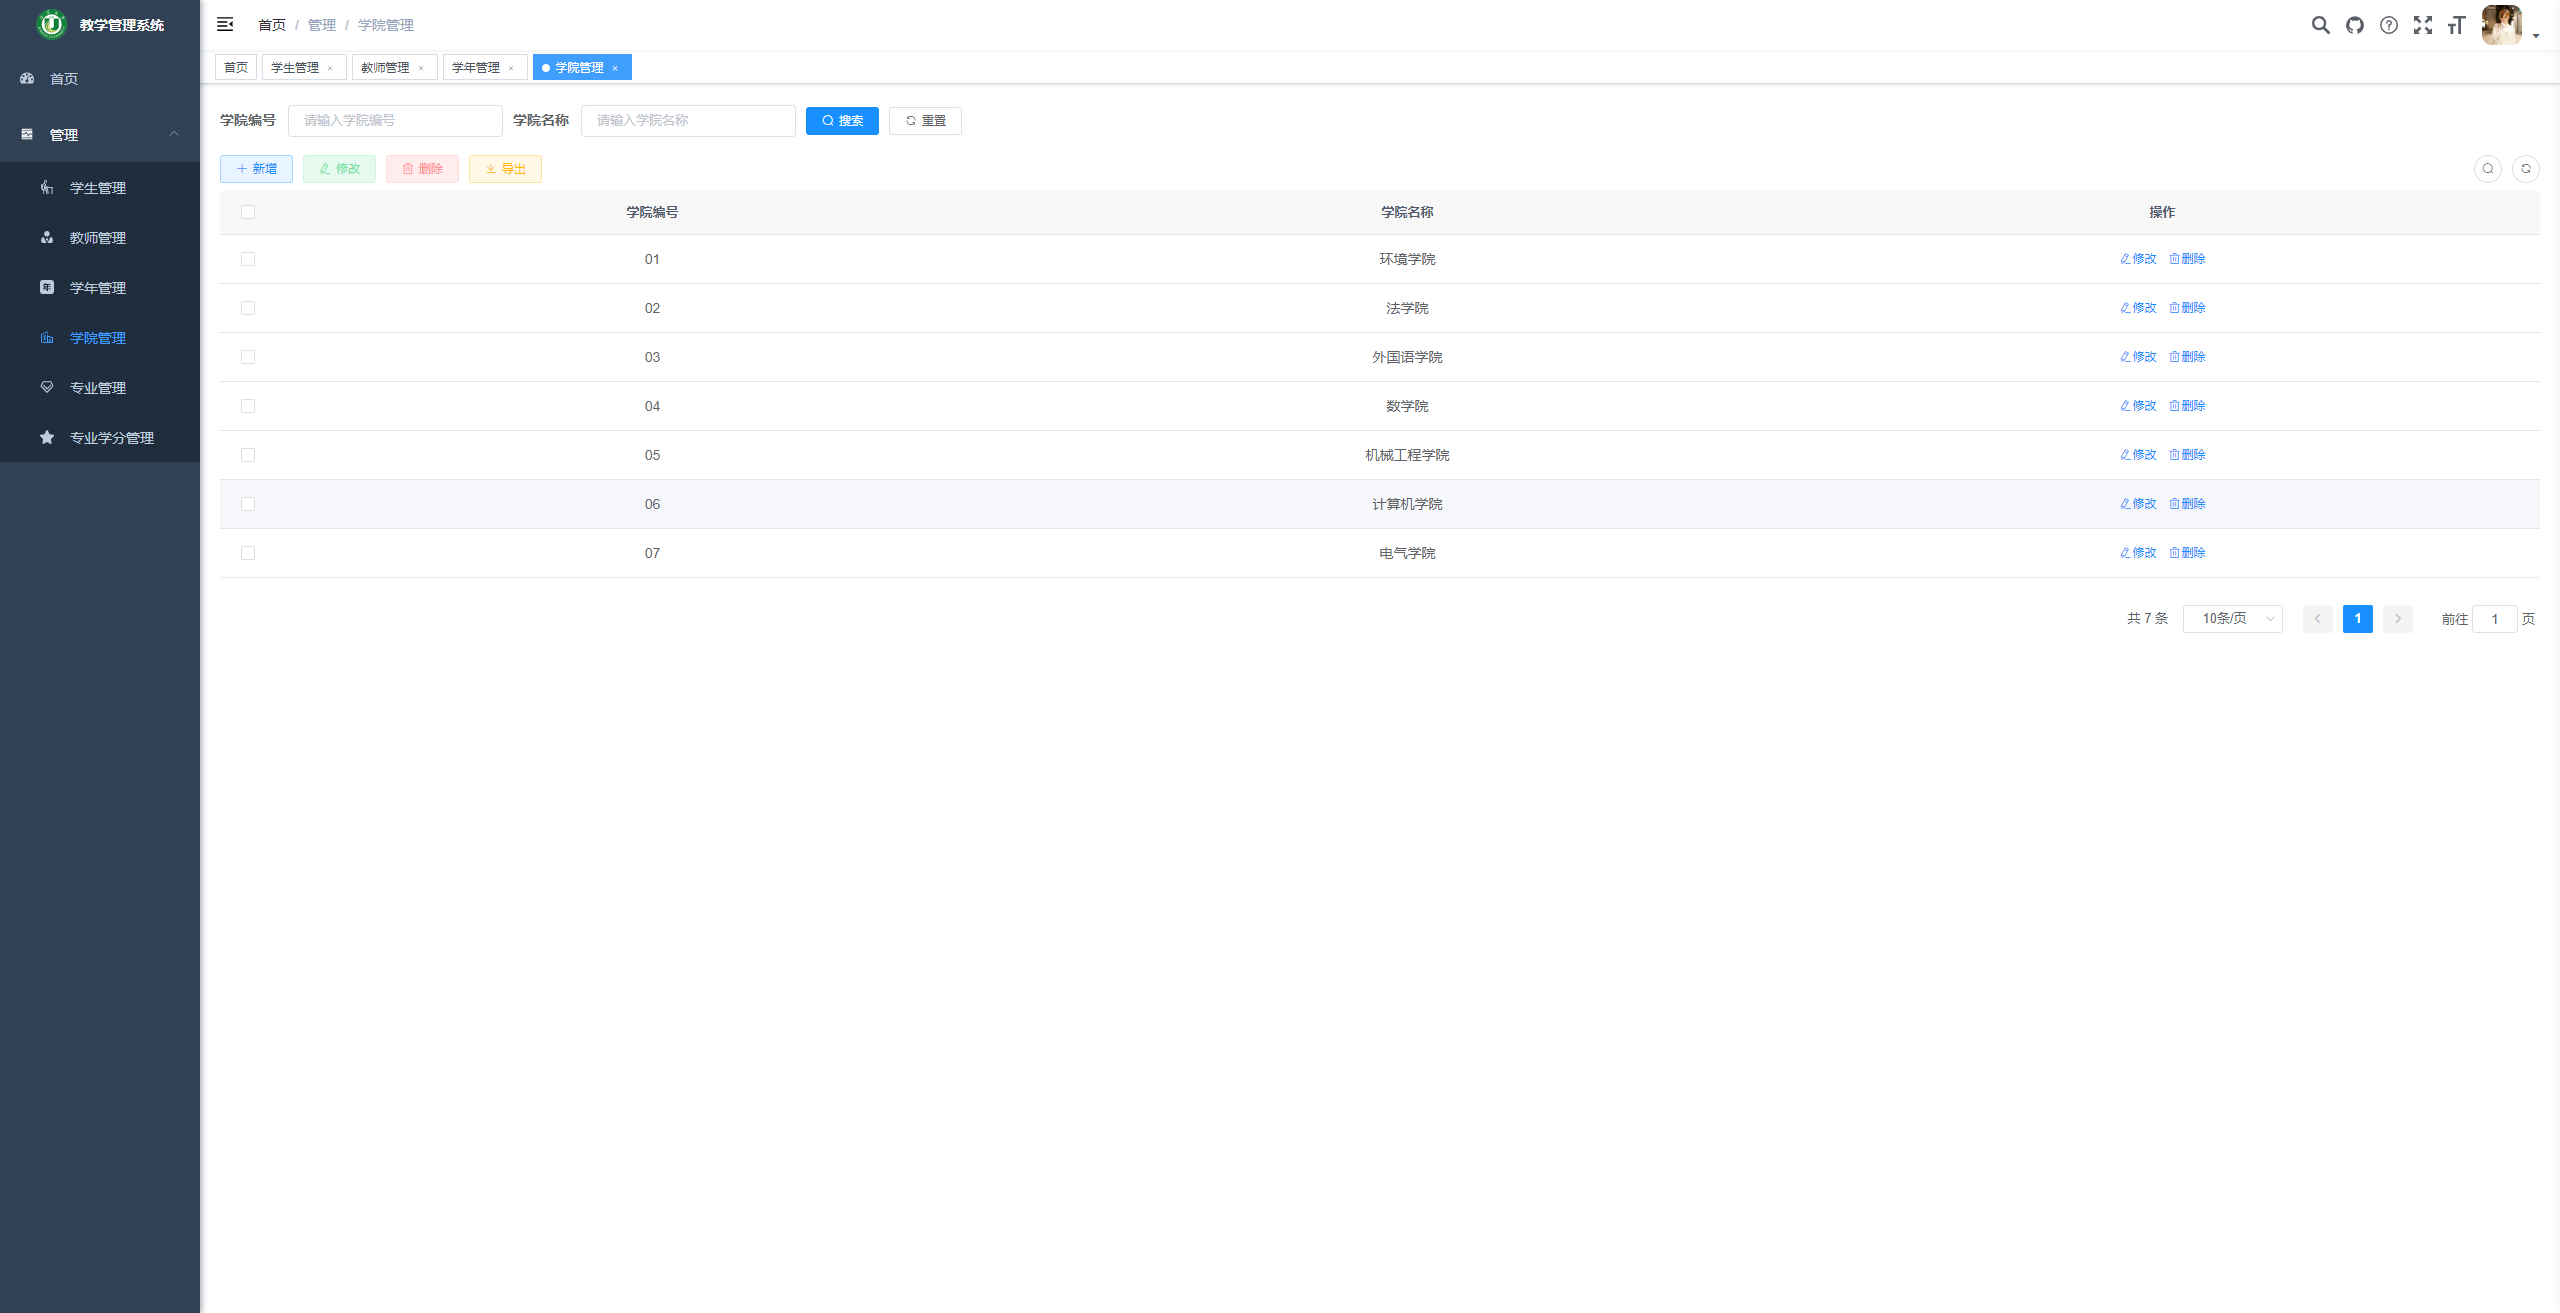 教学管理系统
首页
管理
学生管理
教师管理
学年管理
学院管理
专业管理
专业学分管理
首页 / 管理 / 学院管理
首页 学生管理 × 教师管理 × 学年管理 × 学院管理 ×
学院编号 请输入学院编号 学院名称 请输入学院名称 搜索 重置
新增 修改 删除 导出
学院编号 学院名称 操作
01 环境学院 修改 删除
02 法学院 修改 删除
03 外国语学院 修改 删除
04 数学院 修改 删除
05 机械工程学院 修改 删除
06 计算机学院 修改 删除
07 电气学院 修改 删除
共 7 条 10条/页 1 前往 1 页